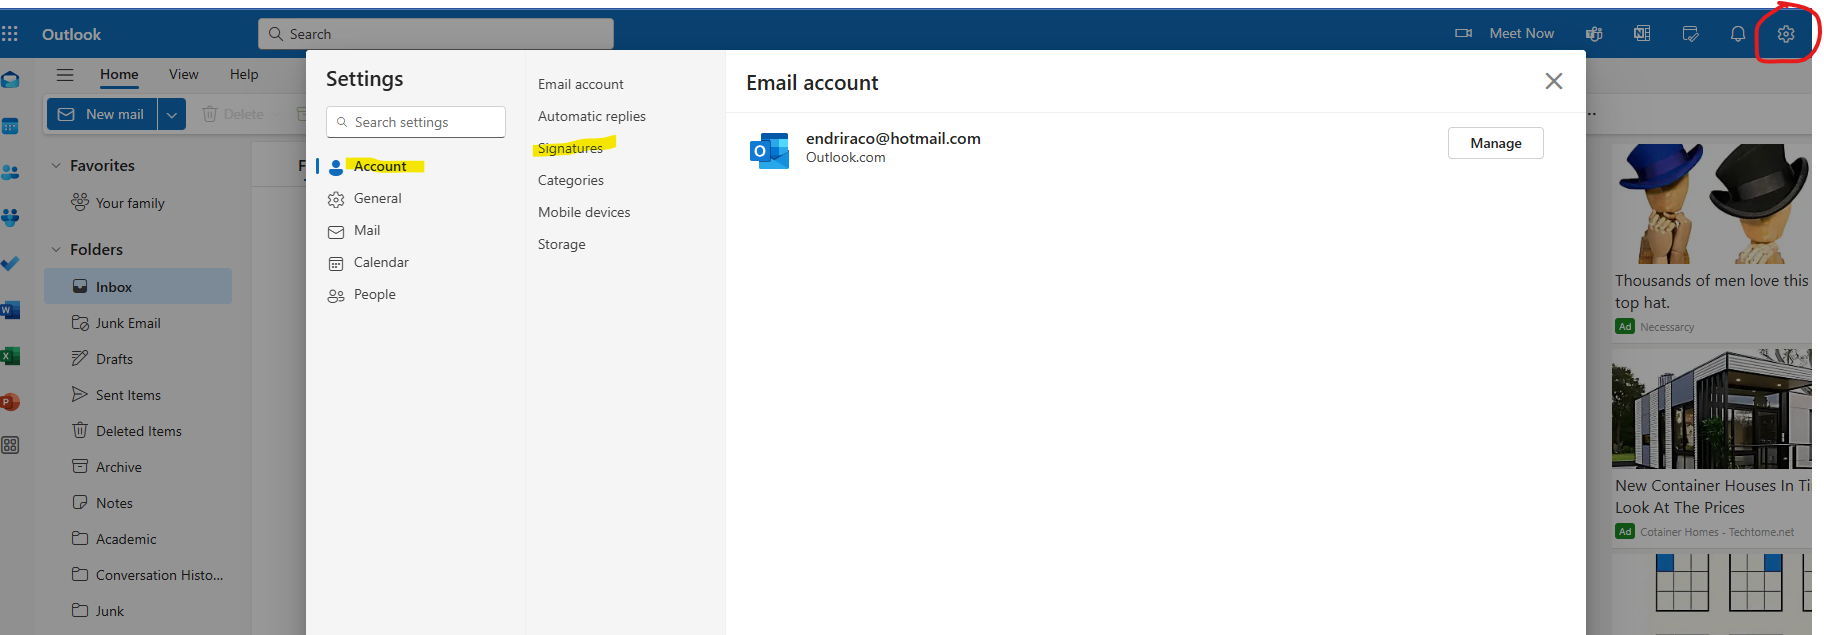 Outlook
Search
Meet Now
Home
View
Help
New mail
Delete
Favorites
Your family
Folders
Inbox
Junk Email
Drafts
Sent Items
Deleted Items
Archive
Notes
Academic
Conversation Histo...
Junk
F
Settings
Search settings
Account
General
Mail
Calendar
People
Email account
Automatic replies
Signatures
Categories
Mobile devices
Storage
Email account
endriraco@hotmail.com
Outlook.com
Manage
Thousands of men love this
top hat.
Ad Necessarcy
New Container Houses In Ti
Look At The Prices
Ad Cotainer Homes - Techtome.net